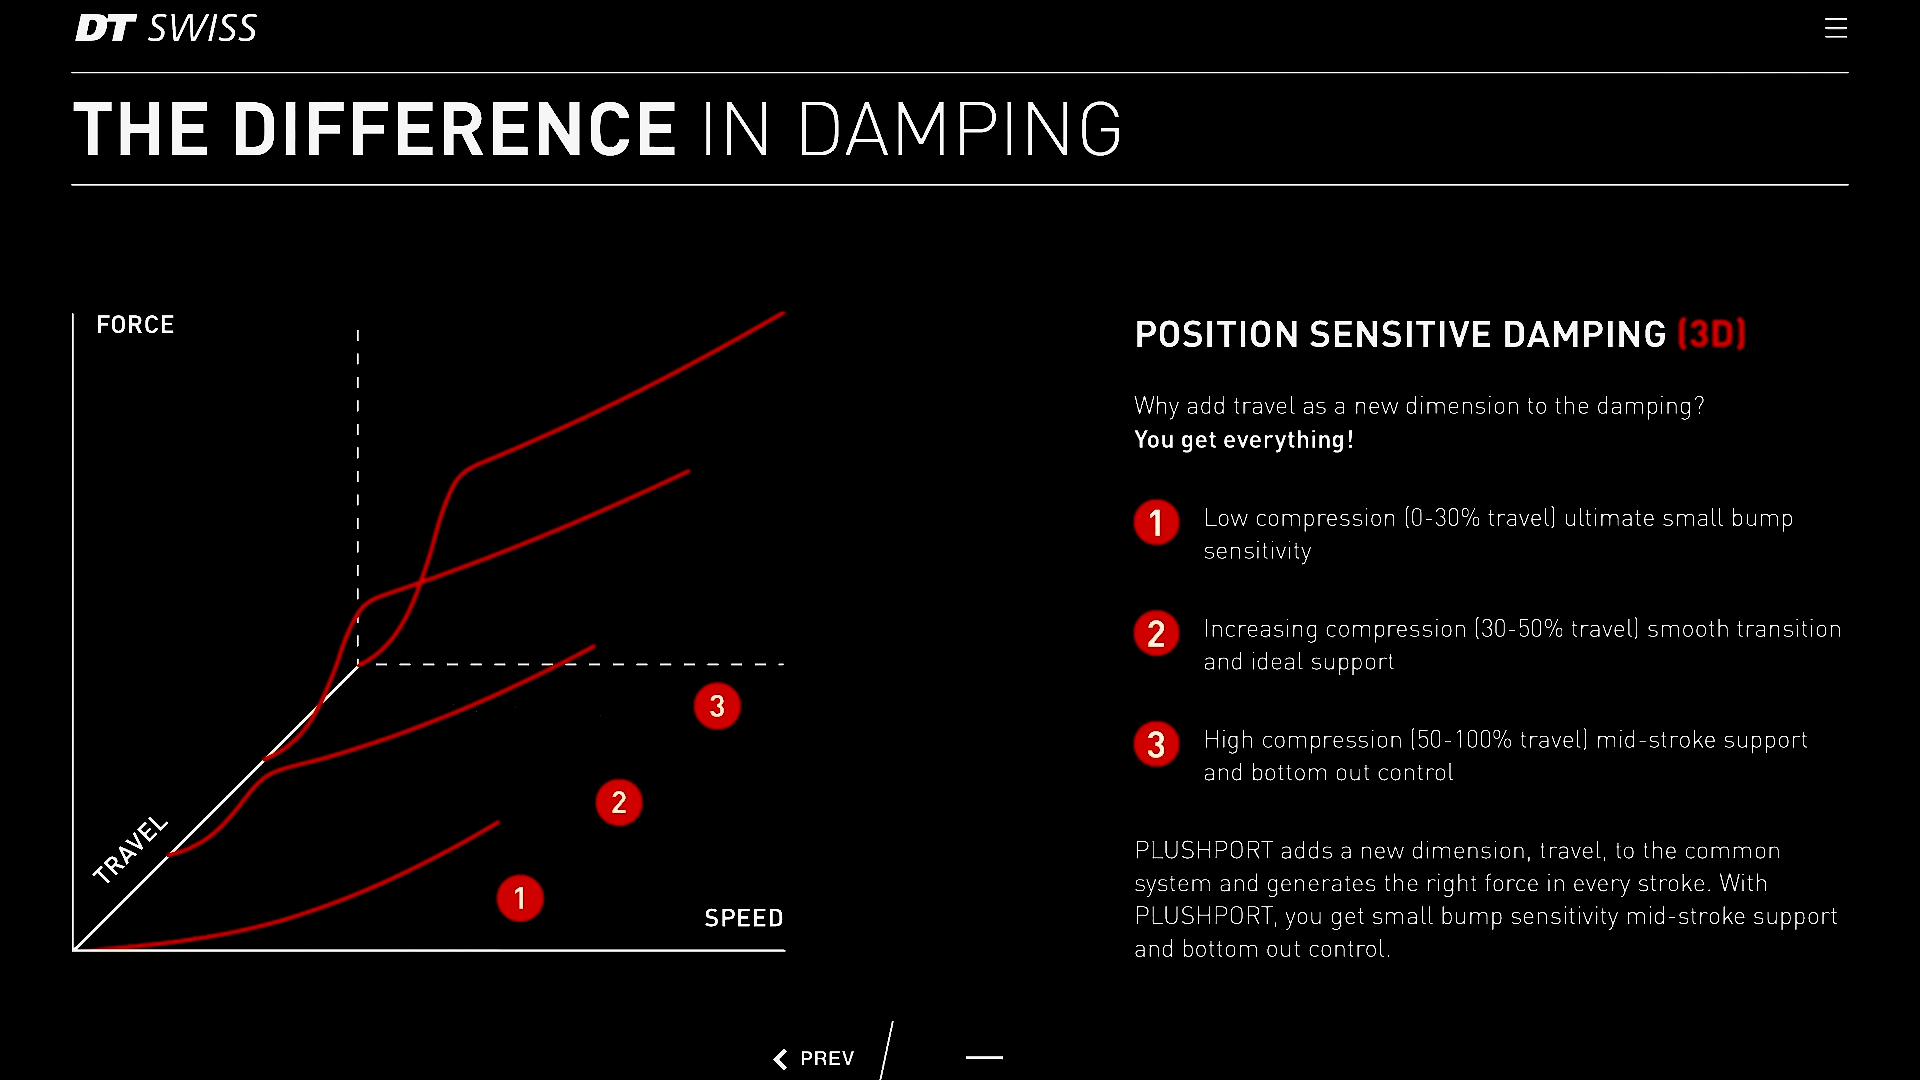 DT SWISS
THE DIFFERENCE IN DAMPING
FORCE
TRAVEL
SPEED
3
2
1
POSITION SENSITIVE DAMPING (3D)
Why add travel as a new dimension to the damping?
You get everything!
1 Low compression (0-30% travel) ultimate small bump
sensitivity
2 Increasing compression (30-50% travel) smooth transition
and ideal support
3 High compression (50-100% travel) mid-stroke support
and bottom out control
PLUSHPORT adds a new dimension, travel, to the common
system and generates the right force in every stroke. With
PLUSHPORT, you get small bump sensitivity mid-stroke support
and bottom out control.
PREV